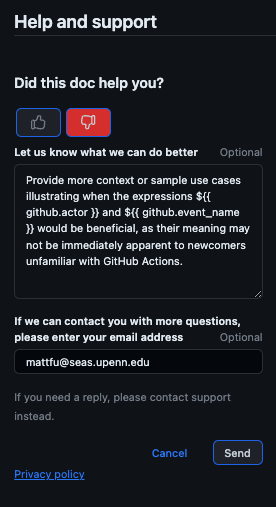 Help and support
Did this doc help you?
Let us know what we can do better Optional
Provide more context or sample use cases
illustrating when the expressions ${{
github.actor }} and ${{ github.event_name
}} would be beneficial, as their meaning may
not be immediately apparent to newcomers
unfamiliar with GitHub Actions.
If we can contact you with more questions,
please enter your email address Optional
mattfu@seas.upenn.edu
If you need a reply, please contact support
instead.
Cancel Send
Privacy policy